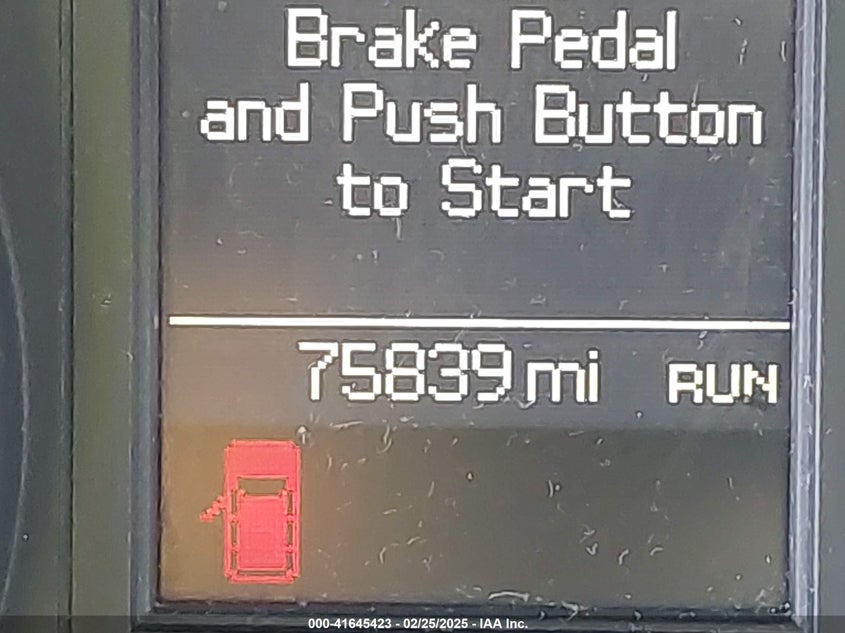 Brake Pedal
and Push Button
to Start
75839 mi RUN
000-41645423 - 02/25/2025 - IAA Inc.